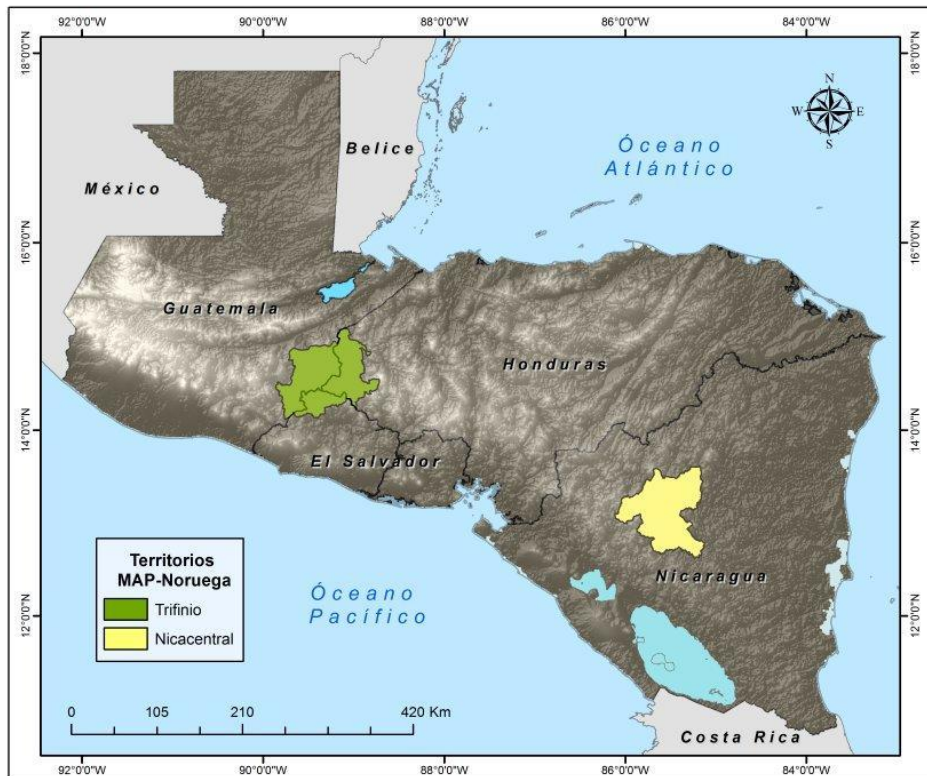 92°0'0"W 90°0'0"W 88°0'0"W 86°0'0"W 84°0'0"W
18°0'0"N 18°0'0"N
N
W E
S
Belice
Óceano
Atlántico
México
16°0'0"N 16°0'0"N
Guatemala
Honduras
14°0'0"N 14°0'0"N
El Salvador
Territorios
MAP-Noruega
Trifinio
Nicacentral
Nicaragua
Óceano
Pacífico
12°0'0"N 12°0'0"N
0 105 210 420 Km
Costa Rica
92°0'0"W 90°0'0"W 88°0'0"W 86°0'0"W 84°0'0"W